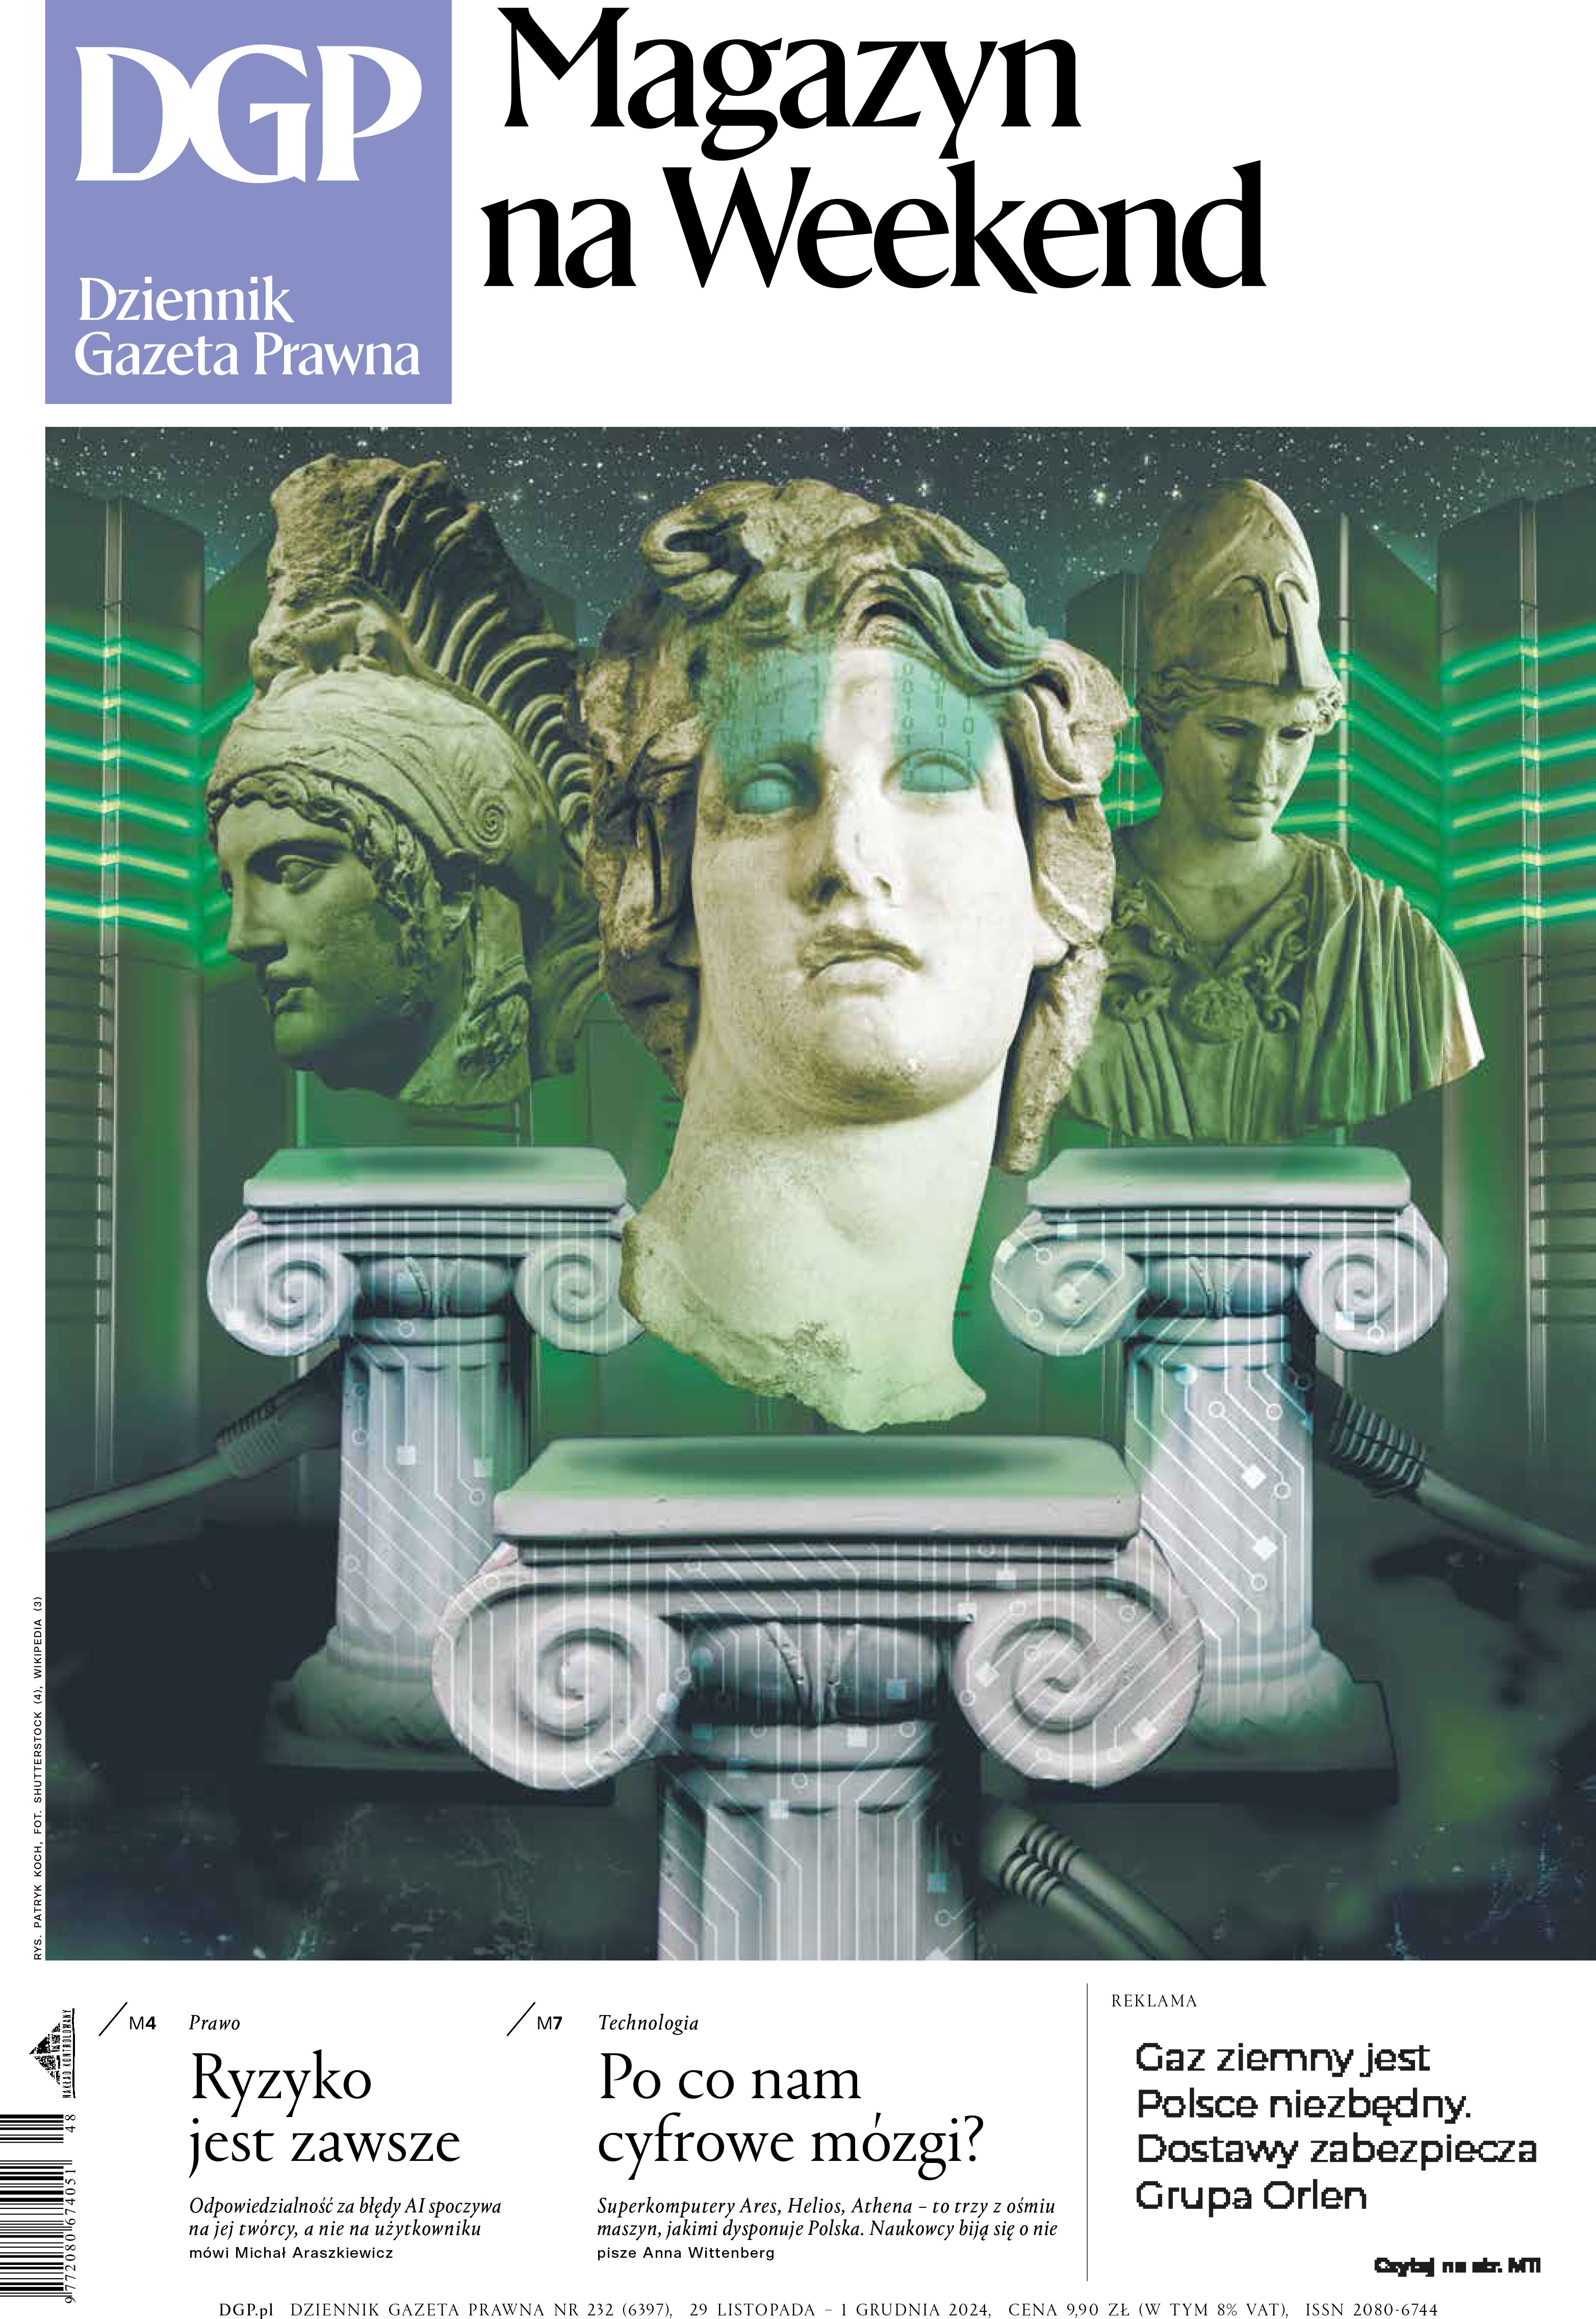 DGP
Dziennik
Gazeta Prawna
Magazyn
na Weekend
RYS. PATRYK KOCH, FOT. SHUTTERSTOCK (4), WIKIPEDIA (3)
NAKŁAD KONTROLOWANY
48
9 772080 674051
M4 Prawo
Ryzyko
jest zawsze
Odpowiedzialność za błędy AI spoczywa
na jej twórcy, a nie na użytkowniku
mówi Michał Araszkiewicz
M7 Technologia
Po co nam
cyfrowe mózgi?
Superkomputery Ares, Helios, Athena – to trzy z ośmiu
maszyn, jakimi dysponuje Polska. Naukowcy biją się o nie
pisze Anna Wittenberg
REKLAMA
Gaz ziemny jest
Polsce niezbędny.
Dostawy zabezpiecza
Grupa Orlen
Czytaj na str. M11
DGP.pl DZIENNIK GAZETA PRAWNA NR 232 (6397), 29 LISTOPADA – 1 GRUDNIA 2024, CENA 9,90 ZŁ (W TYM 8% VAT), ISSN 2080-6744